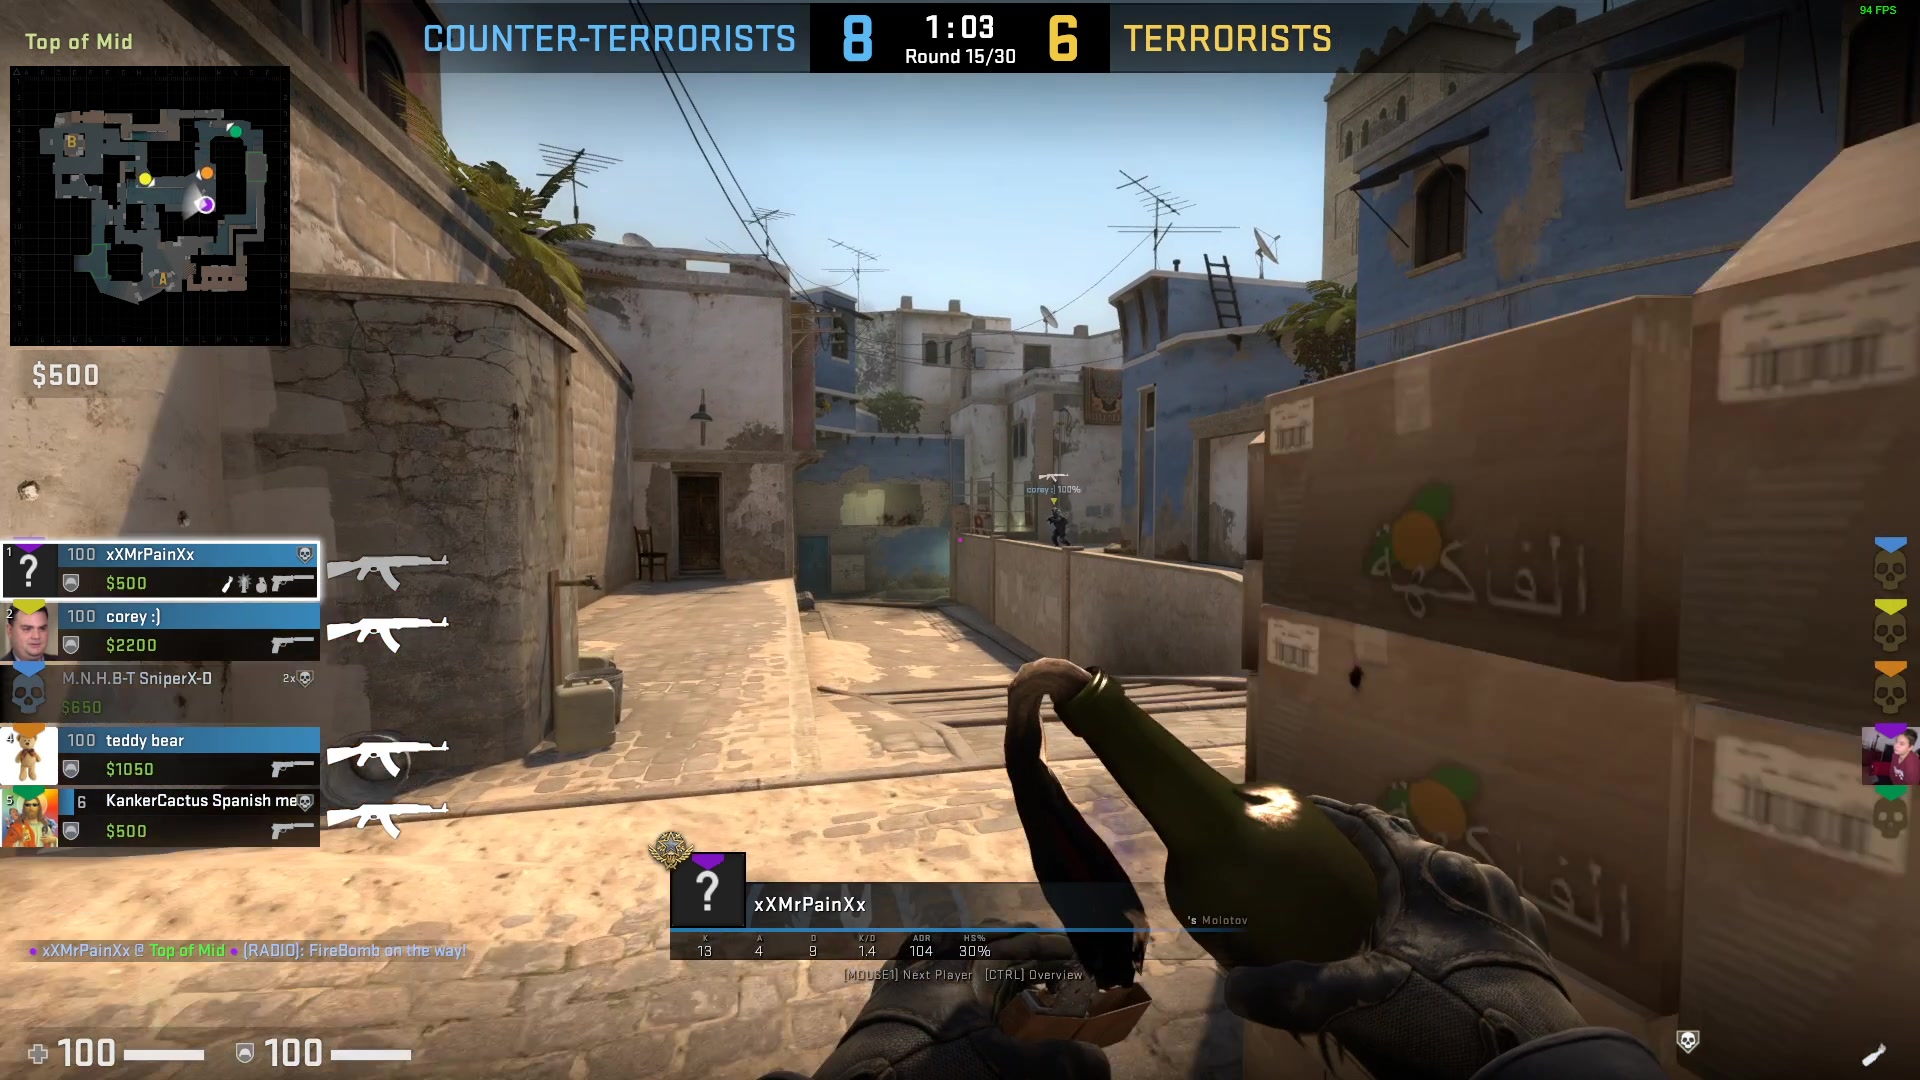 94 FPS
Top of Mid
COUNTER-TERRORISTS
8
1:03
Round 15/30
6
TERRORISTS
B
A
$500
corey :) 100%
1
?
100 xXMrPainXx
$500
2
100 corey :)
$2200
M.N.H.B-T SniperX-D
2x
$650
4
100 teddy bear
$1050
5
6 KankerCactus Spanish me
$500
الفاكهة
?
xXMrPainXx
's Molotov
K A D K/D ADR HS%
13 4 9 1.4 104 30%
• xXMrPainXx @ Top of Mid • (RADIO): FireBomb on the way!
[MOUSE1] Next Player [CTRL] Overview
100
100